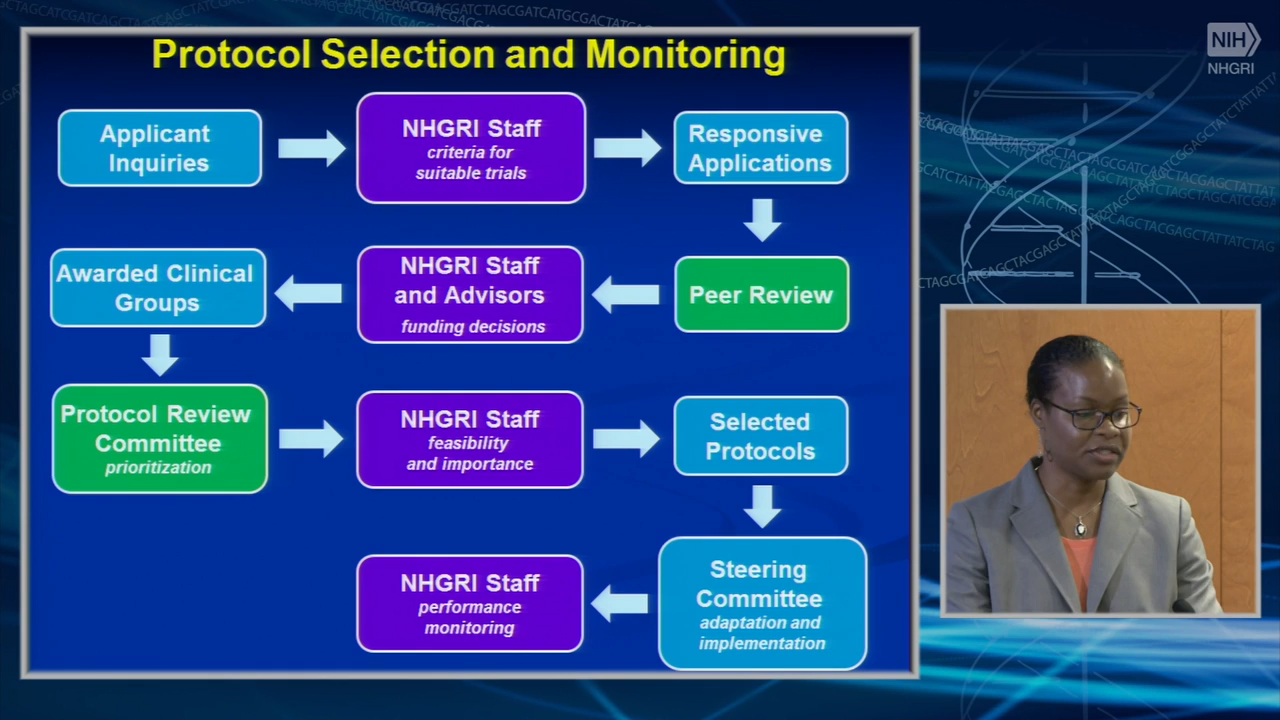 Protocol Selection and Monitoring
NIH
NHGRI
Applicant
Inquiries
NHGRI Staff
criteria for
suitable trials
Responsive
Applications
Awarded Clinical
Groups
NHGRI Staff
and Advisors
funding decisions
Peer Review
Protocol Review
Committee
prioritization
NHGRI Staff
feasibility
and importance
Selected
Protocols
NHGRI Staff
performance
monitoring
Steering
Committee
adaptation and
implementation